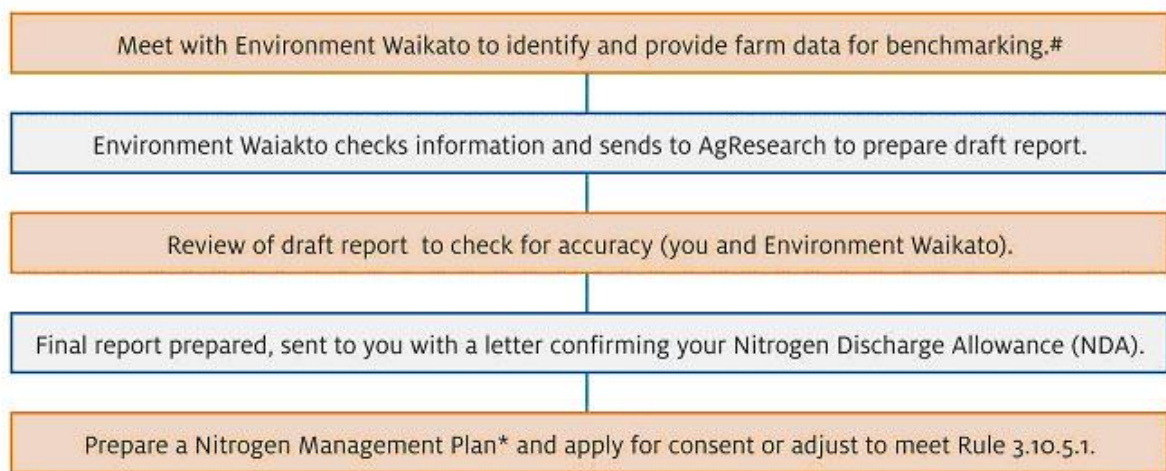 Meet with Environment Waikato to identify and provide farm data for benchmarking.#
Environment Waiakto checks information and sends to AgResearch to prepare draft report.
Review of draft report to check for accuracy (you and Environment Waikato).
Final report prepared, sent to you with a letter confirming your Nitrogen Discharge Allowance (NDA).
Prepare a Nitrogen Management Plan* and apply for consent or adjust to meet Rule 3.10.5.1.